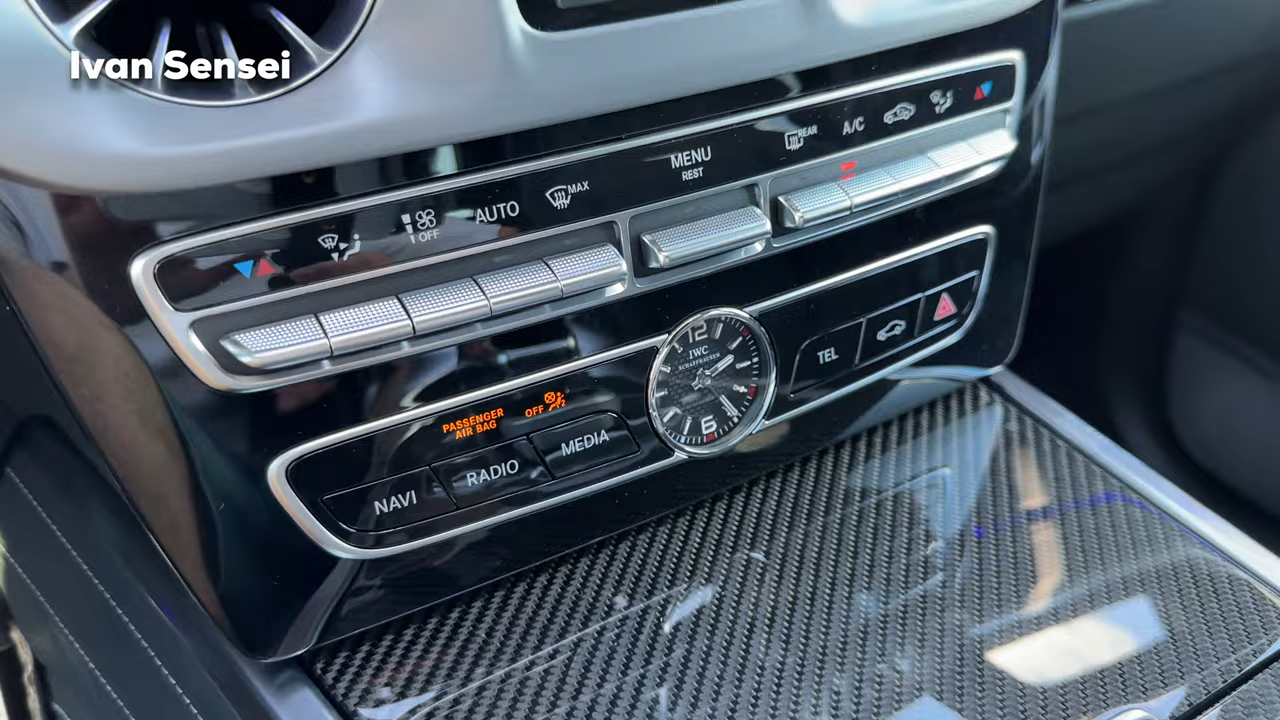 Ivan Sensei
OFF
AUTO
MAX
MENU
REST
REAR
A/C
PASSENGER
AIR BAG
OFF
NAVI
RADIO
MEDIA
12
IWC
SCHAFFHAUSEN
6
TEL